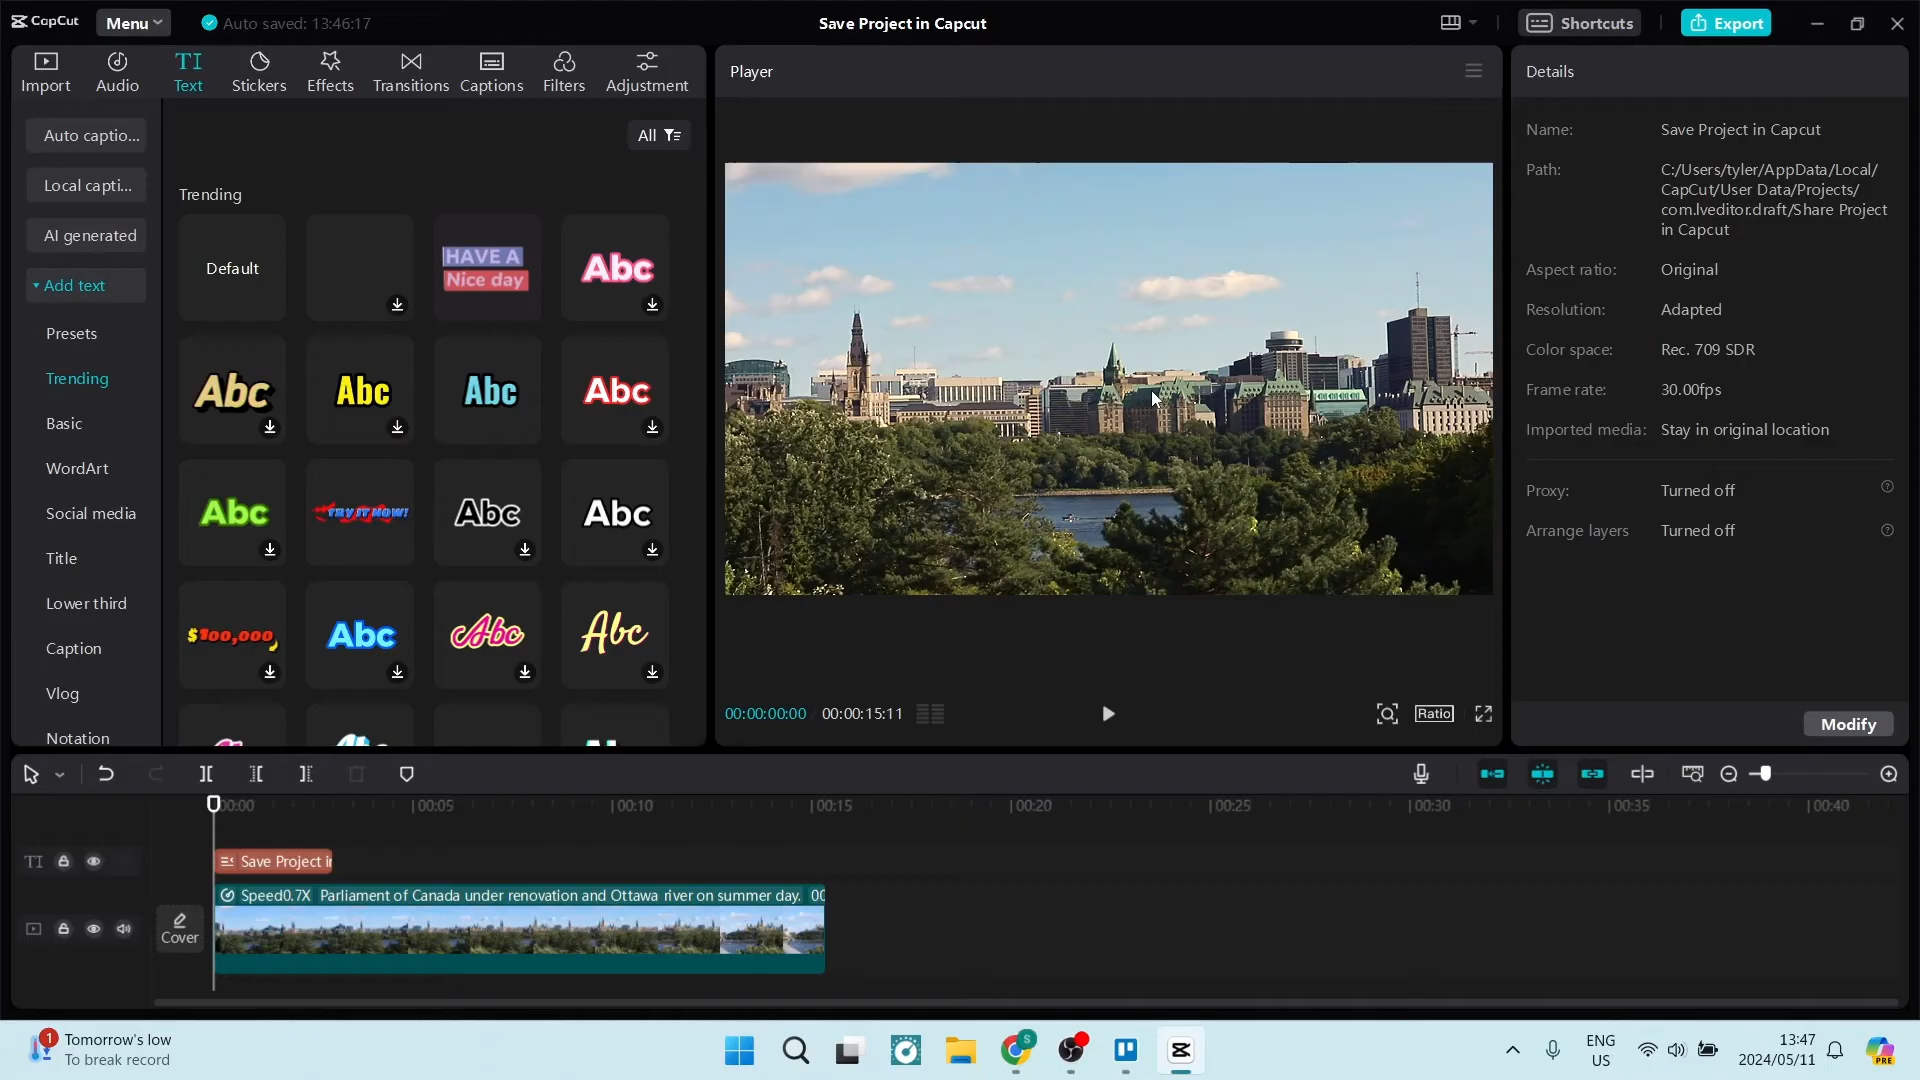 CapCut
Menu
Auto saved: 13:46:17
Save Project in Capcut
Shortcuts
Export
Import
Audio
TI
Text
Stickers
Effects
Transitions
Captions
Filters
Adjustment
Player
Details
Auto captio...
Local capti...
AI generated
Add text
Presets
Trending
Basic
WordArt
Social media
Title
Lower third
Caption
Vlog
Notation
All
Trending
Default
HAVE A
Nice day
Abc
Abc
Abc
Abc
Abc
Abc
TRY IT NOW!
Abc
Abc
$100,000
Abc
Abc
Abc
Name:
Save Project in Capcut
Path:
C:/Users/tyler/AppData/Local/
CapCut/User Data/Projects/
com.lveditor.draft/Share Project
in Capcut
Aspect ratio:
Original
Resolution:
Adapted
Color space:
Rec. 709 SDR
Frame rate:
30.00fps
Imported media:
Stay in original location
Proxy:
Turned off
Arrange layers
Turned off
Modify
00:00:00:00 / 00:00:15:11
Ratio
00:00
00:05
00:10
00:15
00:20
00:25
00:30
00:35
00:40
TI
Save Project in
Speed0.7X Parliament of Canada under renovation and Ottawa river on summer day. 00
Cover
1
Tomorrow's low
To break record
S
ENG
US
13:47
2024/05/11
PRE